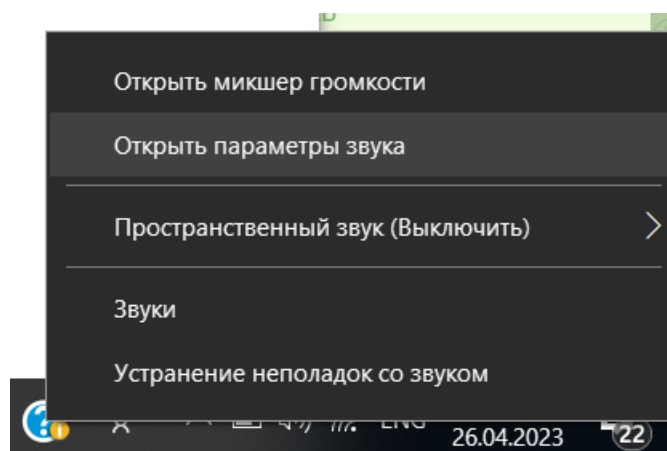 Открыть микшер громкости
Открыть параметры звука
Пространственный звук (Выключить)
Звуки
Устранение неполадок со звуком
ENG
26.04.2023
22